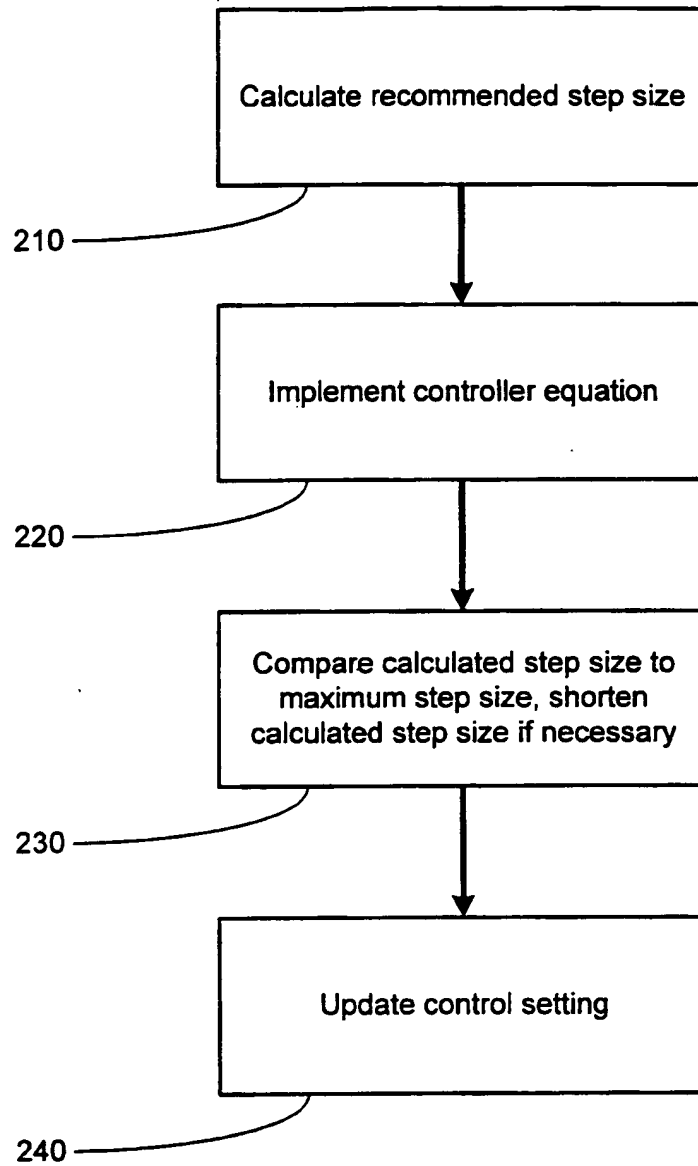 Calculate recommended step size
210
Implement controller equation
220
Compare calculated step size to
maximum step size, shorten
calculated step size if necessary
230
Update control setting
240